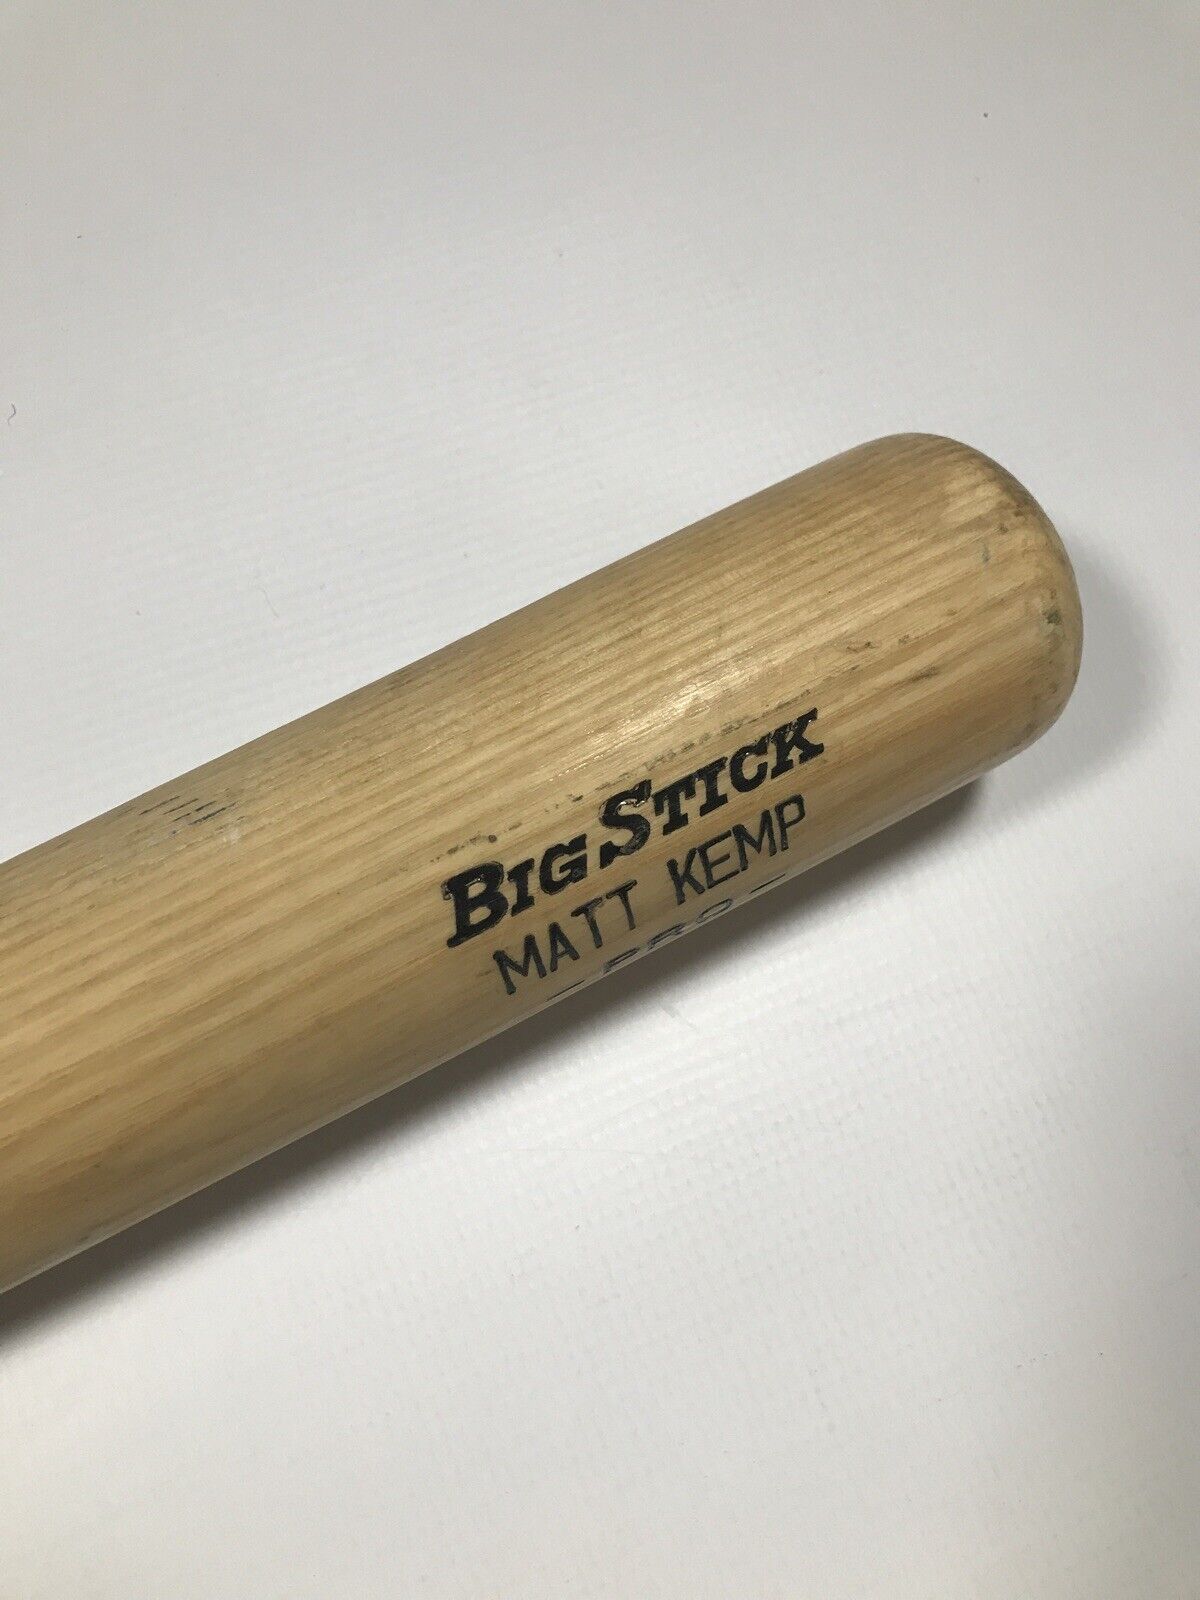 BIG STICK
MATT KEMP
- PRO -